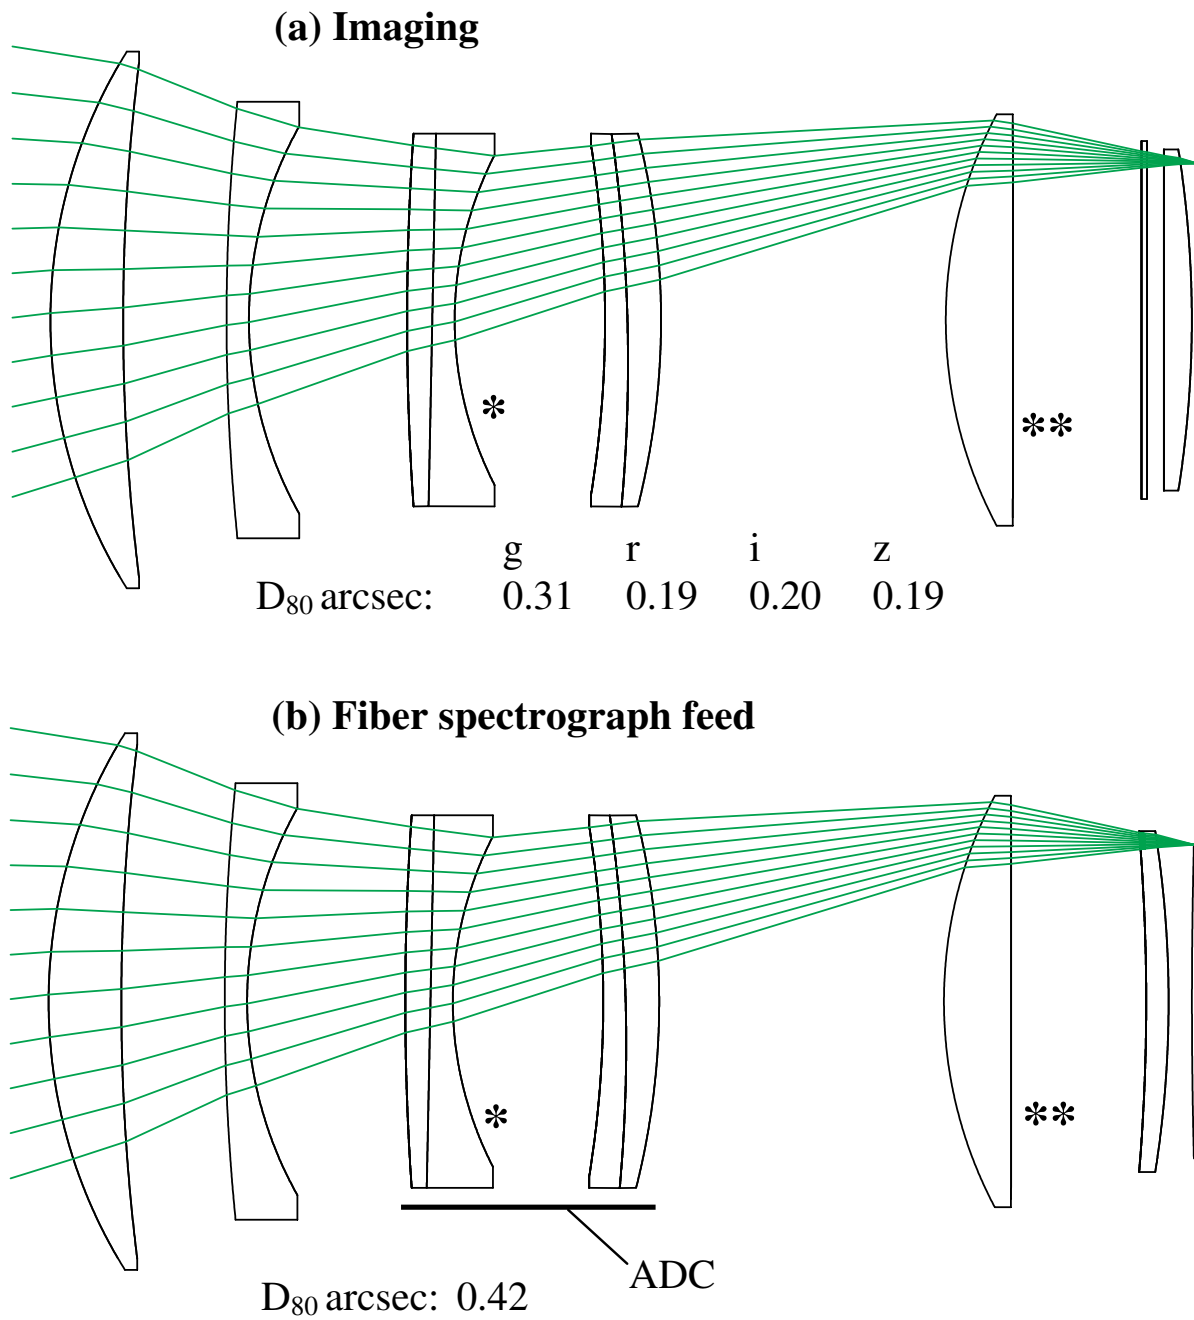 (a) Imaging
*
**
g r i z
D80 arcsec: 0.31 0.19 0.20 0.19
(b) Fiber spectrograph feed
*
**
ADC
D80 arcsec: 0.42